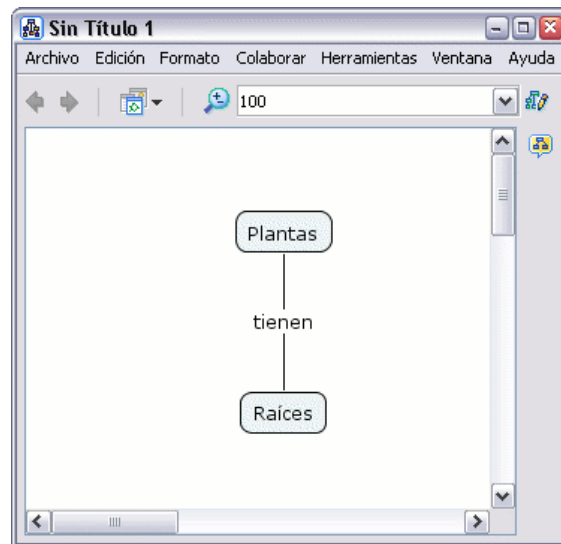 Sin Título 1
Archivo Edición Formato Colaborar Herramientas Ventana Ayuda
100
Plantas
tienen
Raíces